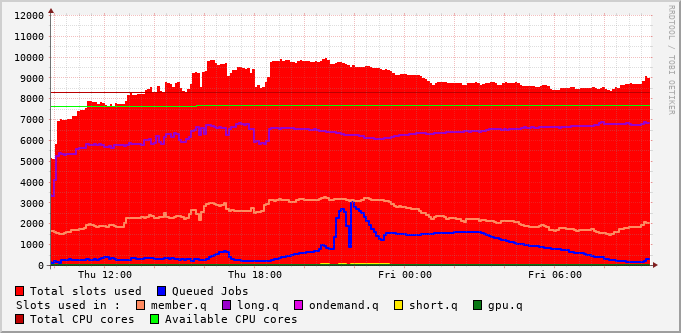 RRDTOOL / TOBI OETIKER
12000
11000
10000
9000
8000
7000
6000
5000
4000
3000
2000
1000
0
Thu 12:00 Thu 18:00 Fri 00:00 Fri 06:00
Total slots used Queued Jobs
Slots used in : member.q long.q ondemand.q short.q gpu.q
Total CPU cores Available CPU cores